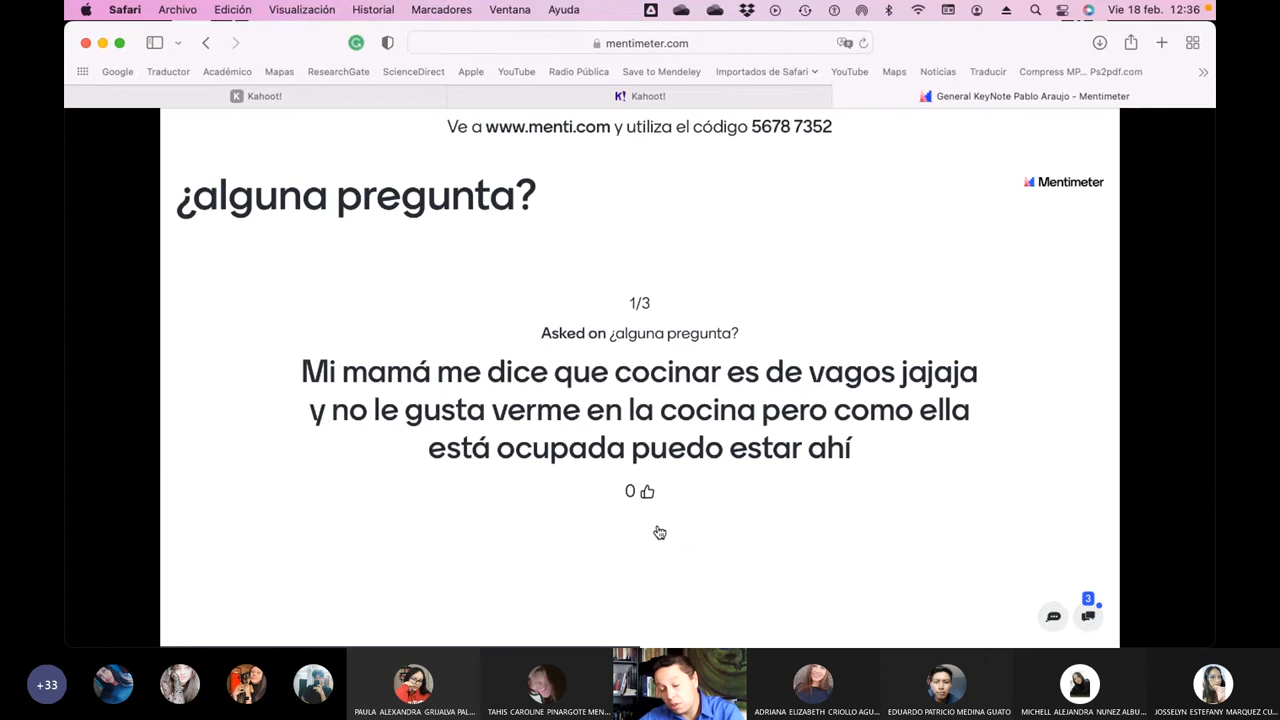 Safari Archivo Edición Visualización Historial Marcadores Ventana Ayuda Vie 18 feb. 12:36
mentimeter.com
Google Traductor Académico Mapas ResearchGate ScienceDirect Apple YouTube Radio Pública Save to Mendeley Importados de Safari YouTube Maps Noticias Traducir Compress MP... Ps2pdf.com
K Kahoot! K! Kahoot! General KeyNote Pablo Araujo - Mentimeter
Ve a www.menti.com y utiliza el código 5678 7352
¿alguna pregunta?
Mentimeter
1/3
Asked on ¿alguna pregunta?
Mi mamá me dice que cocinar es de vagos jajaja
y no le gusta verme en la cocina pero como ella
está ocupada puedo estar ahí
0
3
+33
PAULA ALEXANDRA GRIJALVA PAL... TAHIS CAROLINE PINARGOTE MEN... ADRIANA ELIZABETH CRIOLLO AGU... EDUARDO PATRICIO MEDINA GUATO MICHELL ALEJANDRA NUNEZ ALBU... JOSSELYN ESTEFANY MARQUEZ CU...